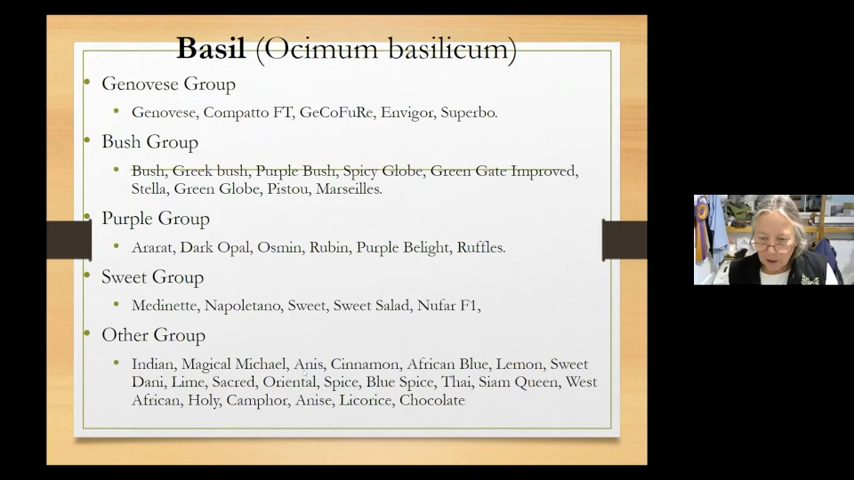 Basil (Ocimum basilicum)
Genovese Group
Genovese, Compatto FT, GeCoFuRe, Envigor, Superbo.
Bush Group
Bush, Greek bush, Purple Bush, Spicy Globe, Green Gate Improved,
Stella, Green Globe, Pistou, Marseilles.
Purple Group
Ararat, Dark Opal, Osmin, Rubin, Purple Belight, Ruffles.
Sweet Group
Medinette, Napoletano, Sweet, Sweet Salad, Nufar F1,
Other Group
Indian, Magical Michael, Anis, Cinnamon, African Blue, Lemon, Sweet
Dani, Lime, Sacred, Oriental, Spice, Blue Spice, Thai, Siam Queen, West
African, Holy, Camphor, Anise, Licorice, Chocolate